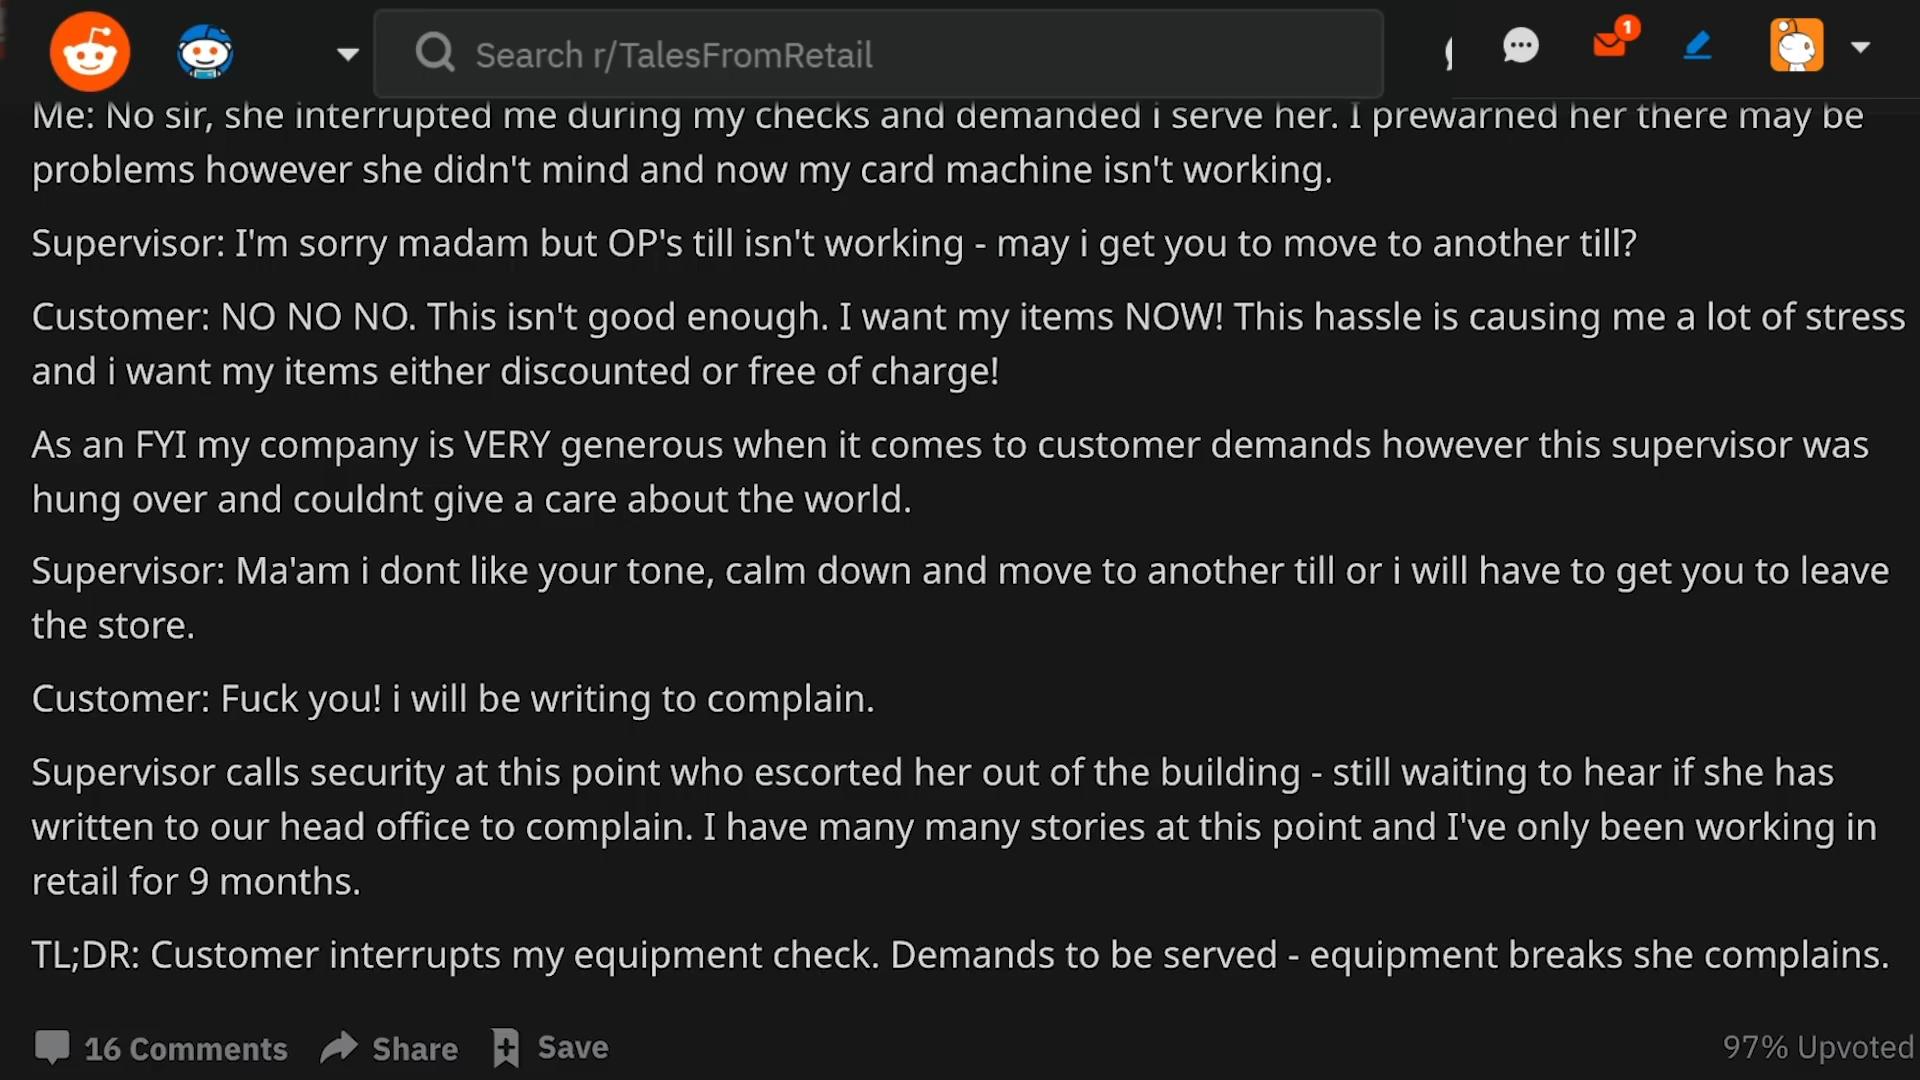 Search r/TalesFromRetail
1
Me: No sir, she interrupted me during my checks and demanded i serve her. I prewarned her there may be
problems however she didn't mind and now my card machine isn't working.
Supervisor: I'm sorry madam but OP's till isn't working - may i get you to move to another till?
Customer: NO NO NO. This isn't good enough. I want my items NOW! This hassle is causing me a lot of stress
and i want my items either discounted or free of charge!
As an FYI my company is VERY generous when it comes to customer demands however this supervisor was
hung over and couldnt give a care about the world.
Supervisor: Ma'am i dont like your tone, calm down and move to another till or i will have to get you to leave
the store.
Customer: Fuck you! i will be writing to complain.
Supervisor calls security at this point who escorted her out of the building - still waiting to hear if she has
written to our head office to complain. I have many many stories at this point and I've only been working in
retail for 9 months.
TL;DR: Customer interrupts my equipment check. Demands to be served - equipment breaks she complains.
16 Comments Share Save 97% Upvoted